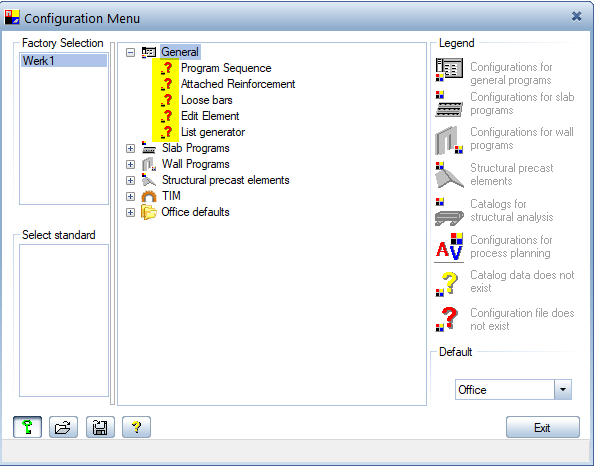 Configuration Menu
Factory Selection
Werk1
Select standard
General
Program Sequence
Attached Reinforcement
Loose bars
Edit Element
List generator
Slab Programs
Wall Programs
Structural precast elements
TIM
Office defaults
Legend
Configurations for
general programs
Configurations for slab
programs
Configurations for wall
programs
Structural precast
elements
Catalogs for
structural analysis
AV
Configurations for
process planning
Catalog data does not
exist
Configuration file does
not exist
Default
Office
Exit